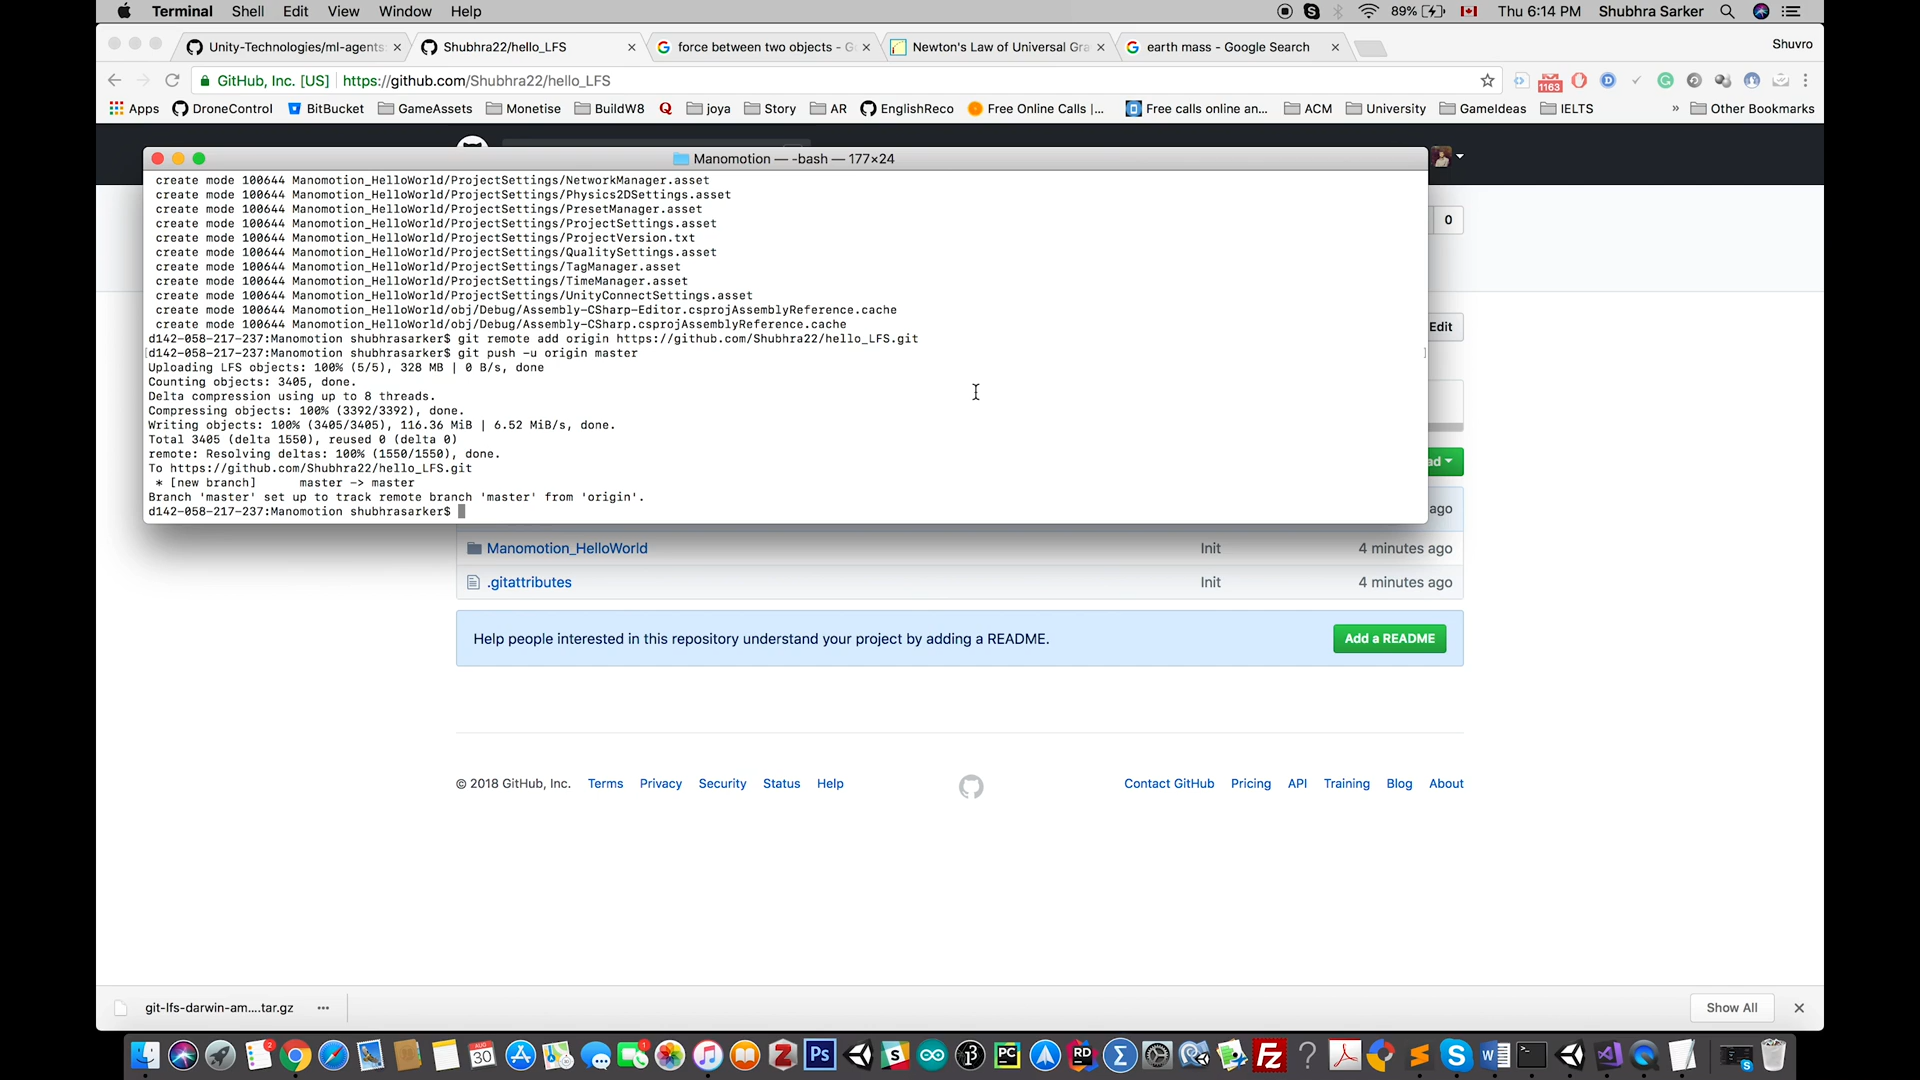 Terminal Shell Edit View Window Help 89% Thu 6:14 PM Shubhra Sarker
Unity-Technologies/ml-agents: Shubhra22/hello_LFS force between two objects - G Newton's Law of Universal Gra earth mass - Google Search Shuvro
GitHub, Inc. [US] https://github.com/Shubhra22/hello_LFS 1163
Apps DroneControl BitBucket GameAssets Monetise BuildW8 joya Story AR EnglishReco Free Online Calls |... Free calls online an... ACM University GameIdeas IELTS » Other Bookmarks
Manomotion — -bash — 177×24
create mode 100644 Manomotion_HelloWorld/ProjectSettings/NetworkManager.asset
create mode 100644 Manomotion_HelloWorld/ProjectSettings/Physics2DSettings.asset
create mode 100644 Manomotion_HelloWorld/ProjectSettings/PresetManager.asset
create mode 100644 Manomotion_HelloWorld/ProjectSettings/ProjectSettings.asset
create mode 100644 Manomotion_HelloWorld/ProjectSettings/ProjectVersion.txt
create mode 100644 Manomotion_HelloWorld/ProjectSettings/QualitySettings.asset
create mode 100644 Manomotion_HelloWorld/ProjectSettings/TagManager.asset
create mode 100644 Manomotion_HelloWorld/ProjectSettings/TimeManager.asset
create mode 100644 Manomotion_HelloWorld/ProjectSettings/UnityConnectSettings.asset
create mode 100644 Manomotion_HelloWorld/obj/Debug/Assembly-CSharp-Editor.csprojAssemblyReference.cache
create mode 100644 Manomotion_HelloWorld/obj/Debug/Assembly-CSharp.csprojAssemblyReference.cache
d142-058-217-237:Manomotion shubhrasarker$ git remote add origin https://github.com/Shubhra22/hello_LFS.git
[d142-058-217-237:Manomotion shubhrasarker$ git push -u origin master ]
Uploading LFS objects: 100% (5/5), 328 MB | 0 B/s, done
Counting objects: 3405, done.
Delta compression using up to 8 threads.
Compressing objects: 100% (3392/3392), done.
Writing objects: 100% (3405/3405), 116.36 MiB | 6.52 MiB/s, done.
Total 3405 (delta 1550), reused 0 (delta 0)
remote: Resolving deltas: 100% (1550/1550), done.
To https://github.com/Shubhra22/hello_LFS.git
* [new branch] master -> master
Branch 'master' set up to track remote branch 'master' from 'origin'.
d142-058-217-237:Manomotion shubhrasarker$
0
Edit
ad
ago
Manomotion_HelloWorld Init 4 minutes ago
.gitattributes Init 4 minutes ago
Help people interested in this repository understand your project by adding a README. Add a README
© 2018 GitHub, Inc. Terms Privacy Security Status Help Contact GitHub Pricing API Training Blog About
git-lfs-darwin-am....tar.gz Show All
2 AUG 30 1 Ps PC RD Σ Fz ?